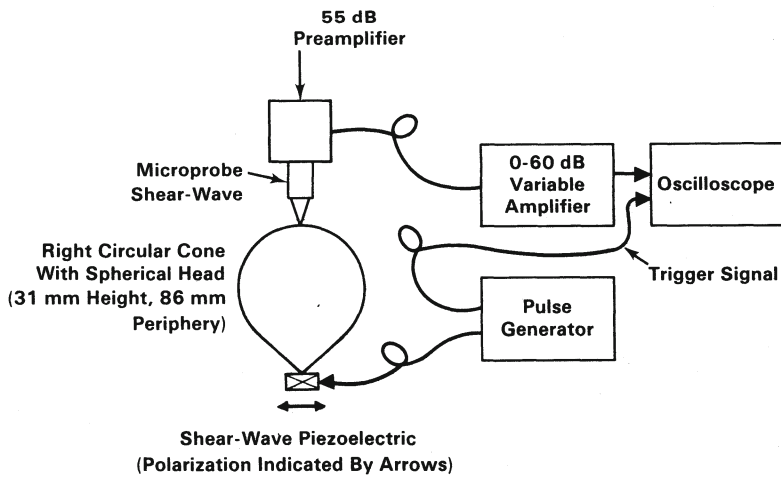 55 dB
Preamplifier
Microprobe
Shear-Wave
0-60 dB
Variable
Amplifier
Oscilloscope
Right Circular Cone
With Spherical Head
(31 mm Height, 86 mm
Periphery)
Trigger Signal
Pulse
Generator
Shear-Wave Piezoelectric
(Polarization Indicated By Arrows)